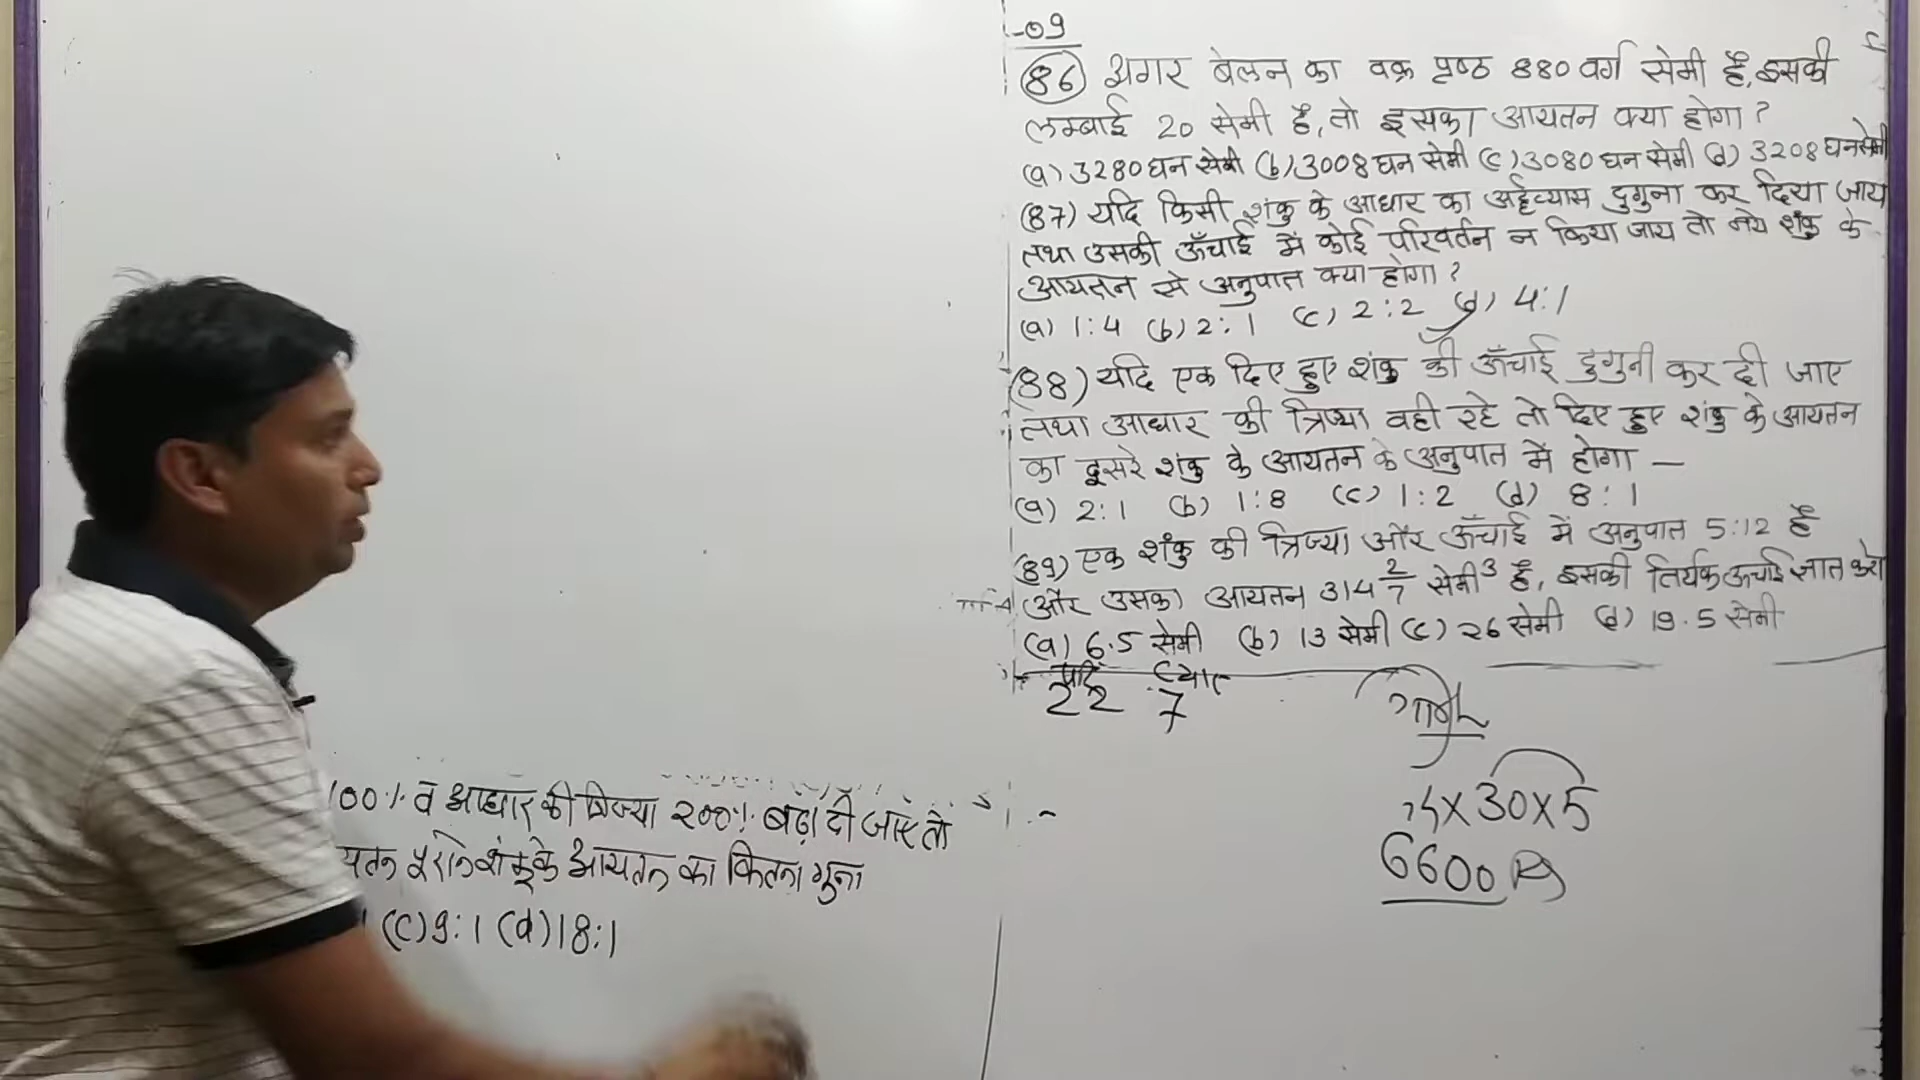 -09
(86) अगर बेलन का वक्र पृष्ठ 880 वर्ग सेमी है, इसकी
लम्बाई 20 सेमी है, तो इसका आयतन क्या होगा ?
(a) 3280 घन सेमी (b) 3008 घन सेमी (c) 3080 घन सेमी (d) 3208 घन सेमी
(87) यदि किसी शंकु के आधार का अर्द्धव्यास दुगुना कर दिया जाय
तथा उसकी ऊँचाई में कोई परिवर्तन न किया जाय तो नये शंकु के
आयतन से अनुपात क्या होगा ?
(a) 1:4 (b) 2:1 (c) 2:2 (d) 4:1
(88) यदि एक दिए हुए शंकु की ऊँचाई दुगुनी कर दी जाए
तथा आधार की त्रिज्या वही रहे तो दिए हुए शंकु के आयतन
का दूसरे शंकु के आयतन के अनुपात में होगा —
(a) 2:1 (b) 1:8 (c) 1:2 (d) 8:1
(89) एक शंकु की त्रिज्या और ऊँचाई में अनुपात 5:12 है
और उसका आयतन 314 2/7 सेमी³ है, इसकी तिर्यक ऊचाई ज्ञात करो
(a) 6.5 सेमी (b) 13 सेमी (c) 26 सेमी (d) 19.5 सेमी
22 7
100% व आधार की त्रिज्या 200% बढ़ा दी जाए तो
यतन पुराने शंकु के आयतन का कितना गुना
(c) 9:1 (d) 18:1
x 30 x 5
6600